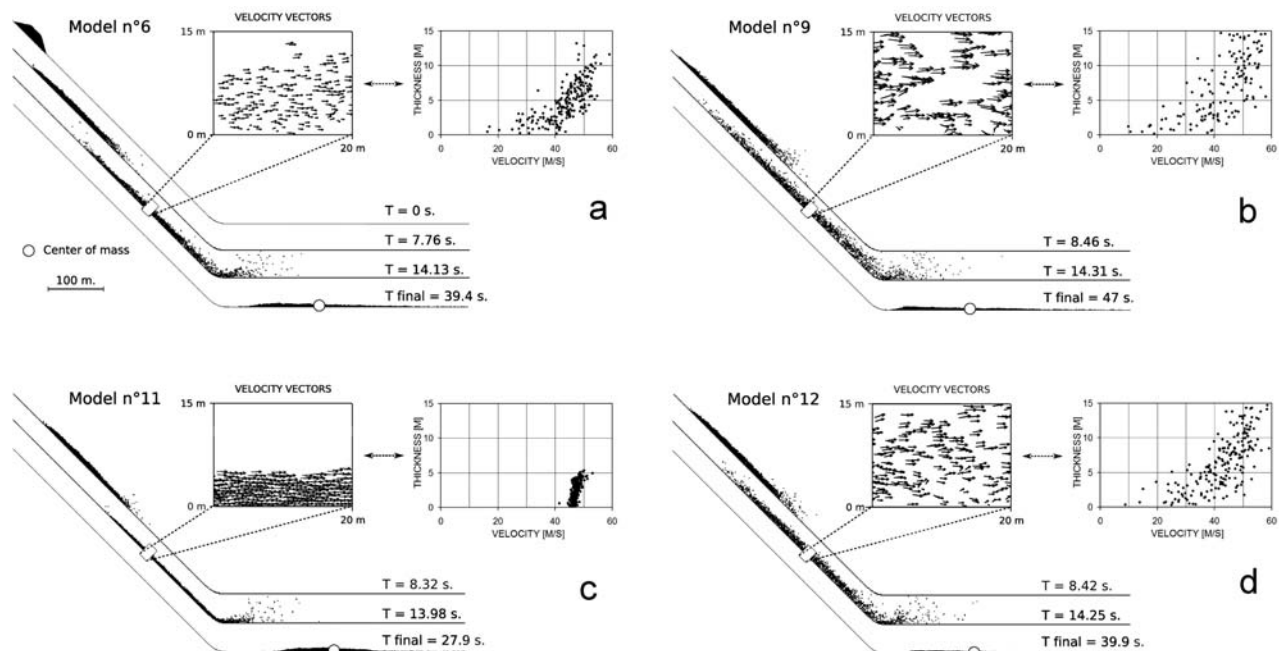 Model n°6
VELOCITY VECTORS
15 m
0 m
20 m
THICKNESS [M]
15
10
5
0
0 20 40 60
VELOCITY [M/S]
a
T = 0 s.
T = 7.76 s.
T = 14.13 s.
T final = 39.4 s.
Center of mass
100 m.
Model n°9
VELOCITY VECTORS
15 m
0 m
20 m
THICKNESS [M]
15
10
5
0
0 20 40 60
VELOCITY [M/S]
b
T = 8.46 s.
T = 14.31 s.
T final = 47 s.
Model n°11
VELOCITY VECTORS
15 m
0 m
20 m
THICKNESS [M]
15
10
5
0
0 20 40 60
VELOCITY [M/S]
c
T = 8.32 s.
T = 13.98 s.
T final = 27.9 s.
Model n°12
VELOCITY VECTORS
15 m
0 m
20 m
THICKNESS [M]
15
10
5
0
0 20 40 60
VELOCITY [M/S]
d
T = 8.42 s.
T = 14.25 s.
T final = 39.9 s.